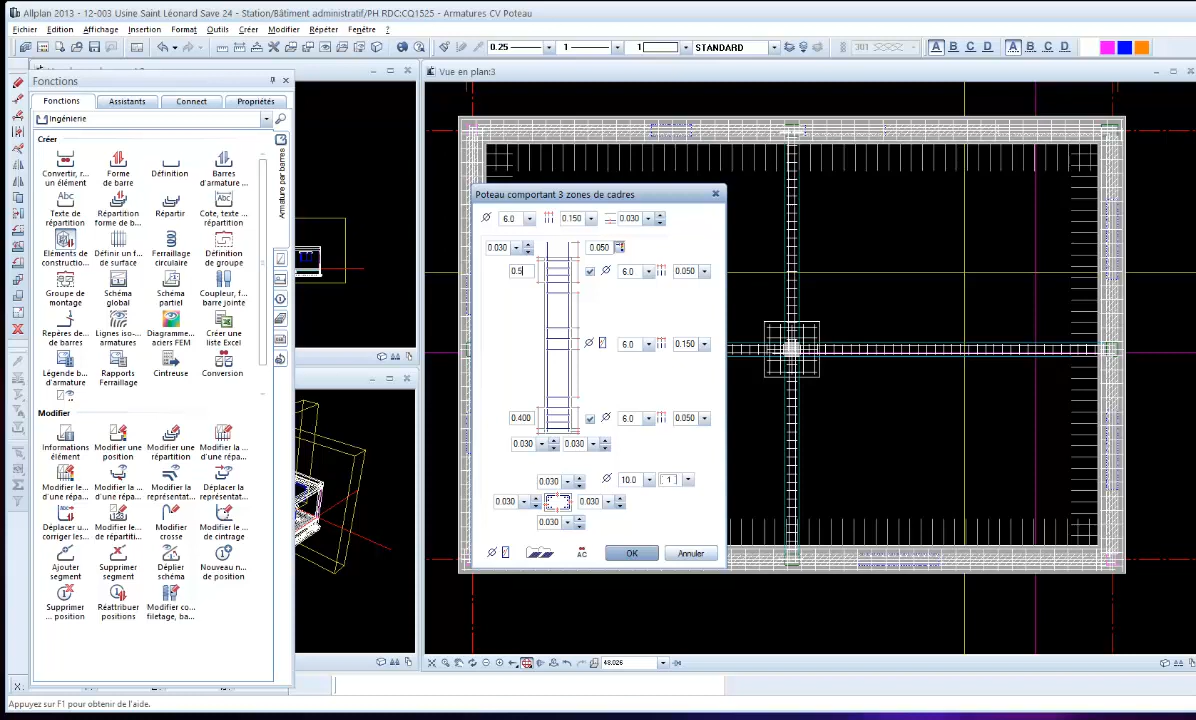 Allplan 2013 - 12-003 Usine Saint Léonard Save 24 - Station/Bâtiment administratif/PH RDC:CQ1525 - Armatures CV Poteau
Fichier Edition Affichage Insertion Format Outils Créer Modifier Répéter Fenêtre ?
0.25 1 1 STANDARD 301 A B C D A B C D
Fonctions
Vue en plan:3
Fonctions Assistants Connect Propriétés
Ingénierie
Créer
Armature par barres
Convertir, r... un élément
Forme de barre
Définition
Barres d'armature ...
Texte de répartition
Répartition forme de b...
Répartir
Cote, texte ... répartition
Eléments de constructio...
Définir un f... de surface
Ferraillage circulaire
Définition de groupe
Groupe de montage
Schéma global
Schéma partiel
Coupleur, f... barre jointe
Repères de... de barres
Lignes iso-... armatures
Diagramme... aciers FEM
Créer une liste Excel
Légende b... d'armature
Rapports Ferraillage
Cintreuse
Conversion
Modifier
Informations élément
Modifier une position
Modifier une répartition
Modifier la ... d'une répa...
Modifier le... d'une répa...
Modifier la ... d'une répa...
Modifier la représentat...
Déplacer la représentat...
Déplacer u... corriger les...
Modifier le... de répartiti...
Modifier crosse
Modifier le... de cintrage
Ajouter segment
Supprimer segment
Déplier schéma
Nouveau n... de position
Supprimer ... position
Réattribuer positions
Modifier co... filetage, ba...
Poteau comportant 3 zones de cadres
6.0 0.150 0.030
0.030 0.050
0.5 6.0 0.050
6.0 0.150
0.400 6.0 0.050
0.030 0.030
0.030 10.0 1
0.030 0.030
0.030
AC OK Annuler
48.026
Appuyez sur F1 pour obtenir de l'aide.